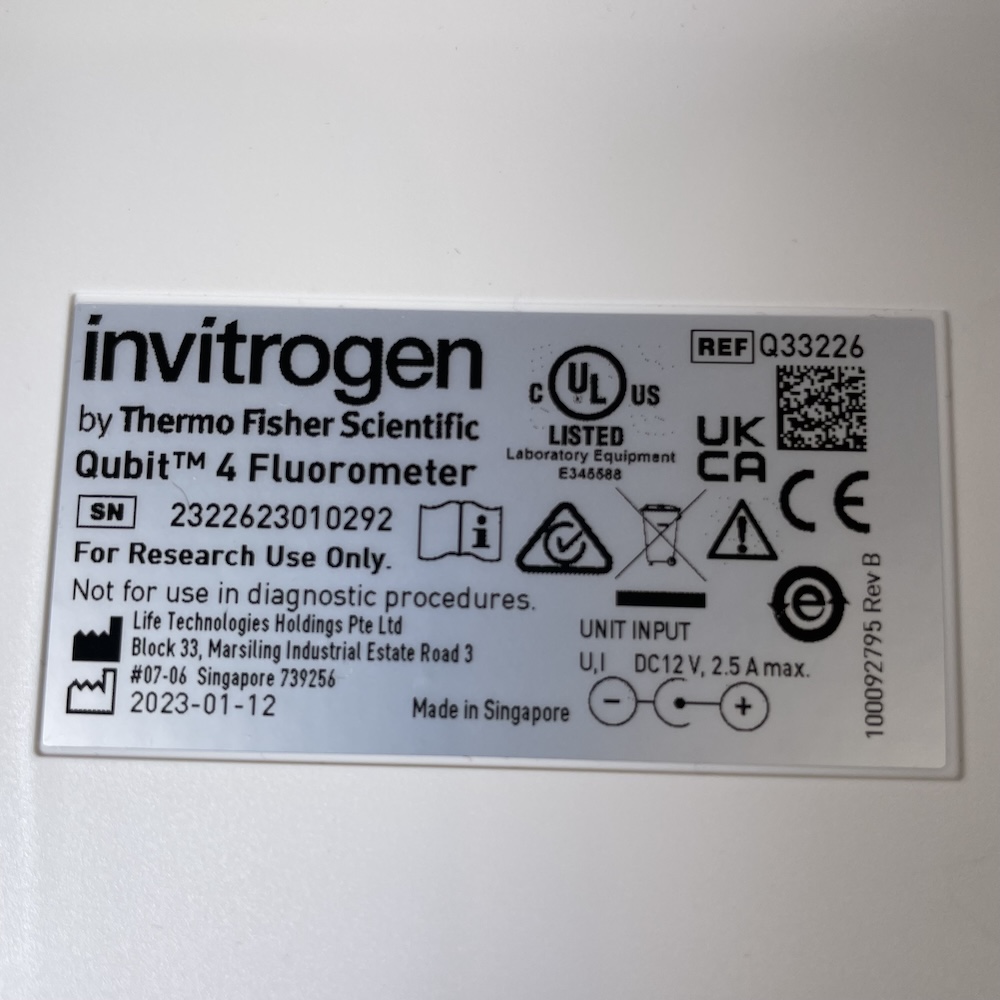 invitrogen
by Thermo Fisher Scientific
Qubit™ 4 Fluorometer
SN 2322623010292
For Research Use Only.
Not for use in diagnostic procedures.
Life Technologies Holdings Pte Ltd
Block 33, Marsiling Industrial Estate Road 3
#07-06 Singapore 739256
2023-01-12
Made in Singapore
C UL US
LISTED
Laboratory Equipment
UK
CA
REF Q33226
CE
e
UNIT INPUT
U,I DC12 V, 2.5 A max.
100092795 Rev B